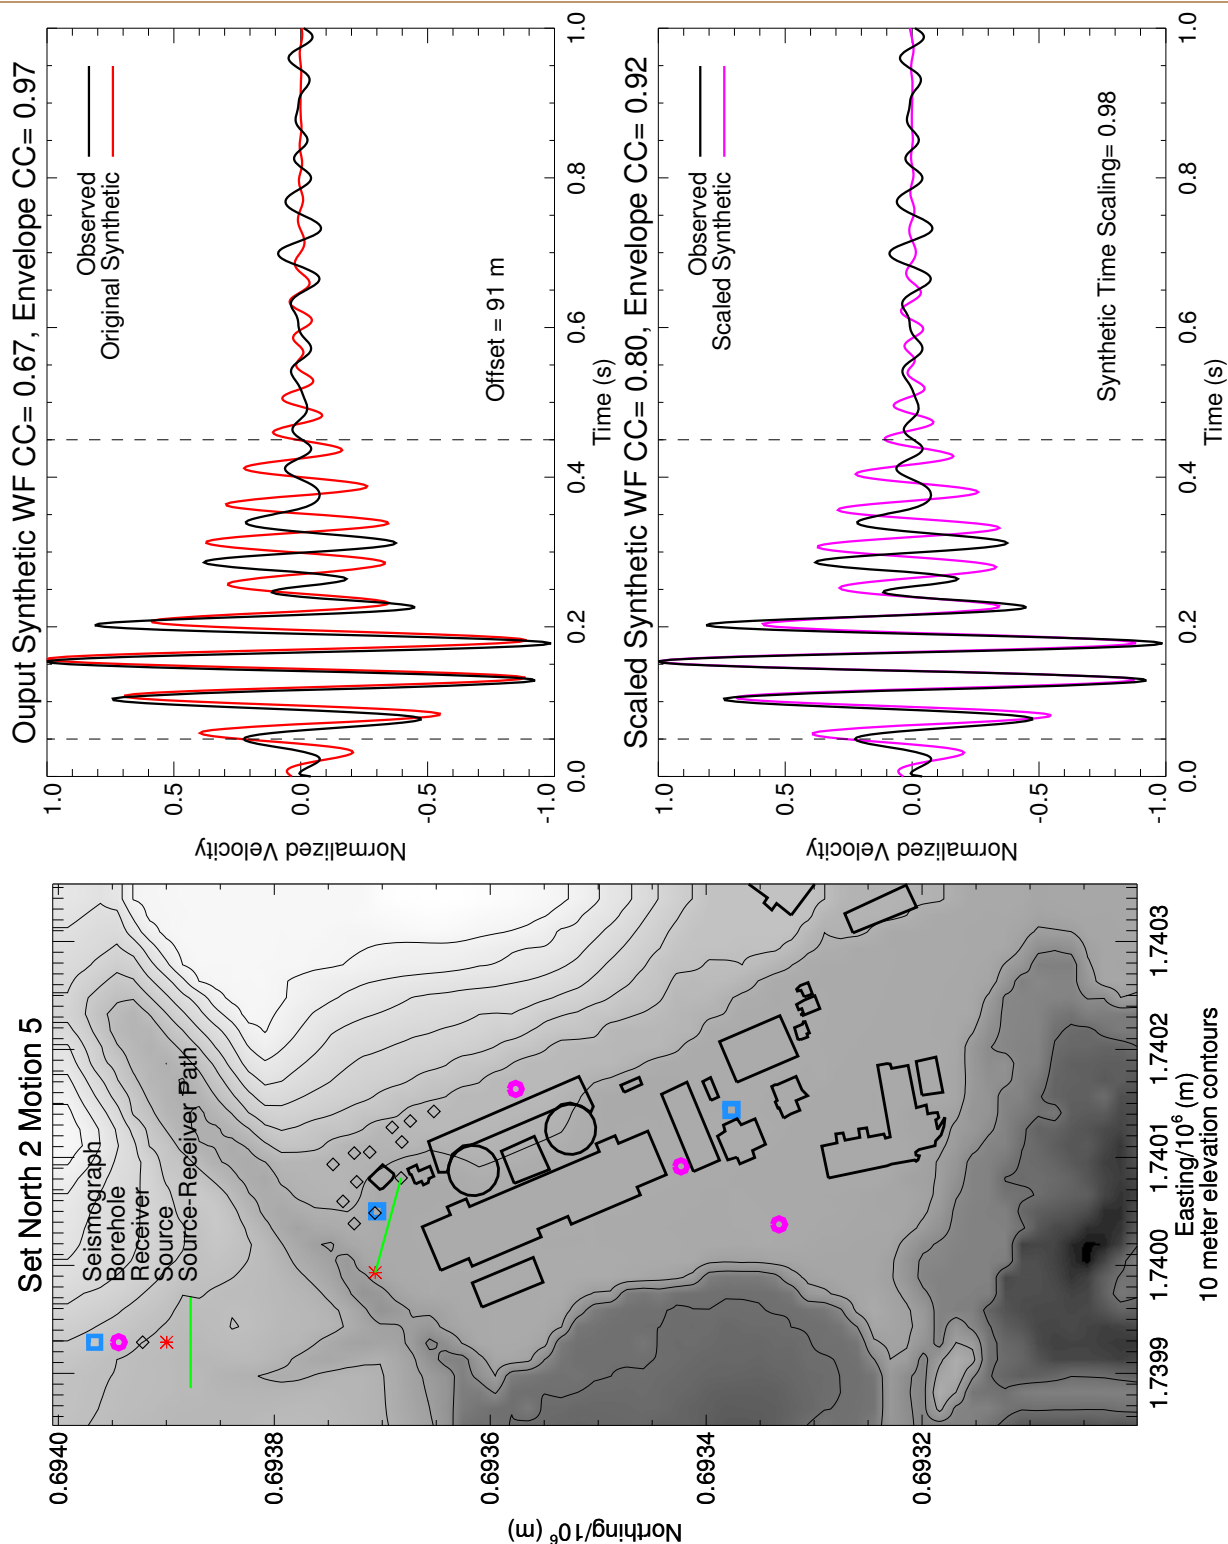 Set North 2 Motion 5
Seismograph
Borehole
Receiver
Source
Source-Receiver Path
0.6940
0.6938
0.6936
0.6934
0.6932
Northing/10⁶ (m)
1.7399
1.7400
1.7401
1.7402
1.7403
Easting/10⁶ (m)
10 meter elevation contours
Ouput Synthetic WF CC= 0.67, Envelope CC= 0.97
Observed
Original Synthetic
Offset = 91 m
1.0
0.5
0.0
-0.5
-1.0
Normalized Velocity
0.0
0.2
0.4
0.6
0.8
1.0
Time (s)
Scaled Synthetic WF CC= 0.80, Envelope CC= 0.92
Observed
Scaled Synthetic
Synthetic Time Scaling= 0.98
1.0
0.5
0.0
-0.5
-1.0
Normalized Velocity
0.0
0.2
0.4
0.6
0.8
1.0
Time (s)